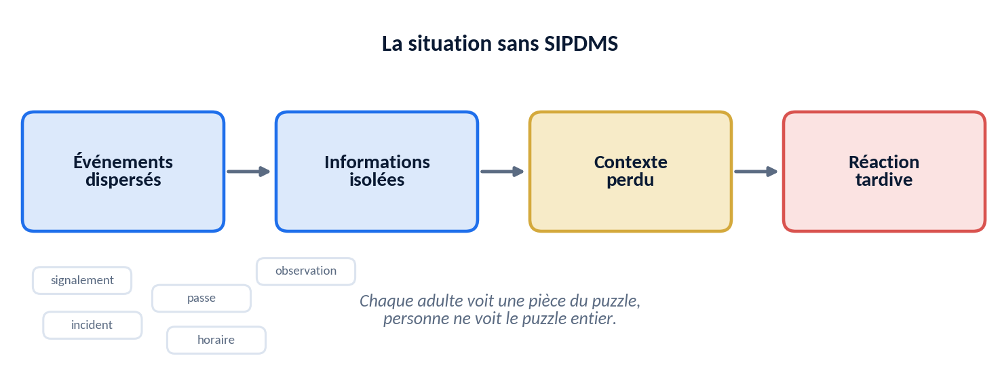 La situation sans SIPDMS
Événements
dispersés
Informations
isolées
Contexte
perdu
Réaction
tardive
signalement
passe
observation
incident
horaire
Chaque adulte voit une pièce du puzzle,
personne ne voit le puzzle entier.